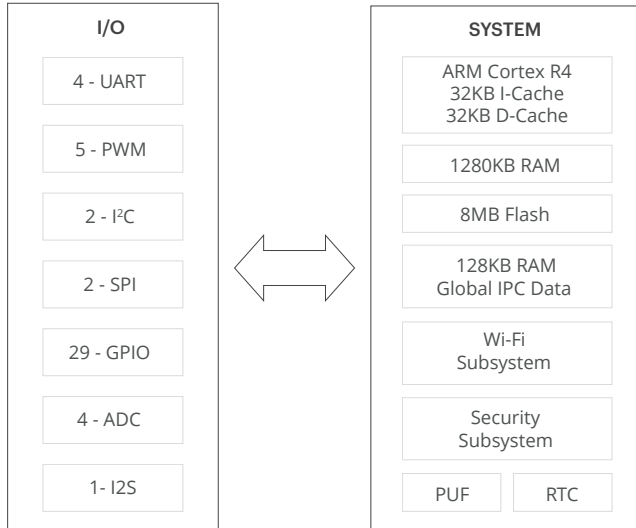 I/O
4 - UART
5 - PWM
2 - I²C
2 - SPI
29 - GPIO
4 - ADC
1- I2S
SYSTEM
ARM Cortex R4
32KB I-Cache
32KB D-Cache
1280KB RAM
8MB Flash
128KB RAM
Global IPC Data
Wi-Fi
Subsystem
Security
Subsystem
PUF
RTC